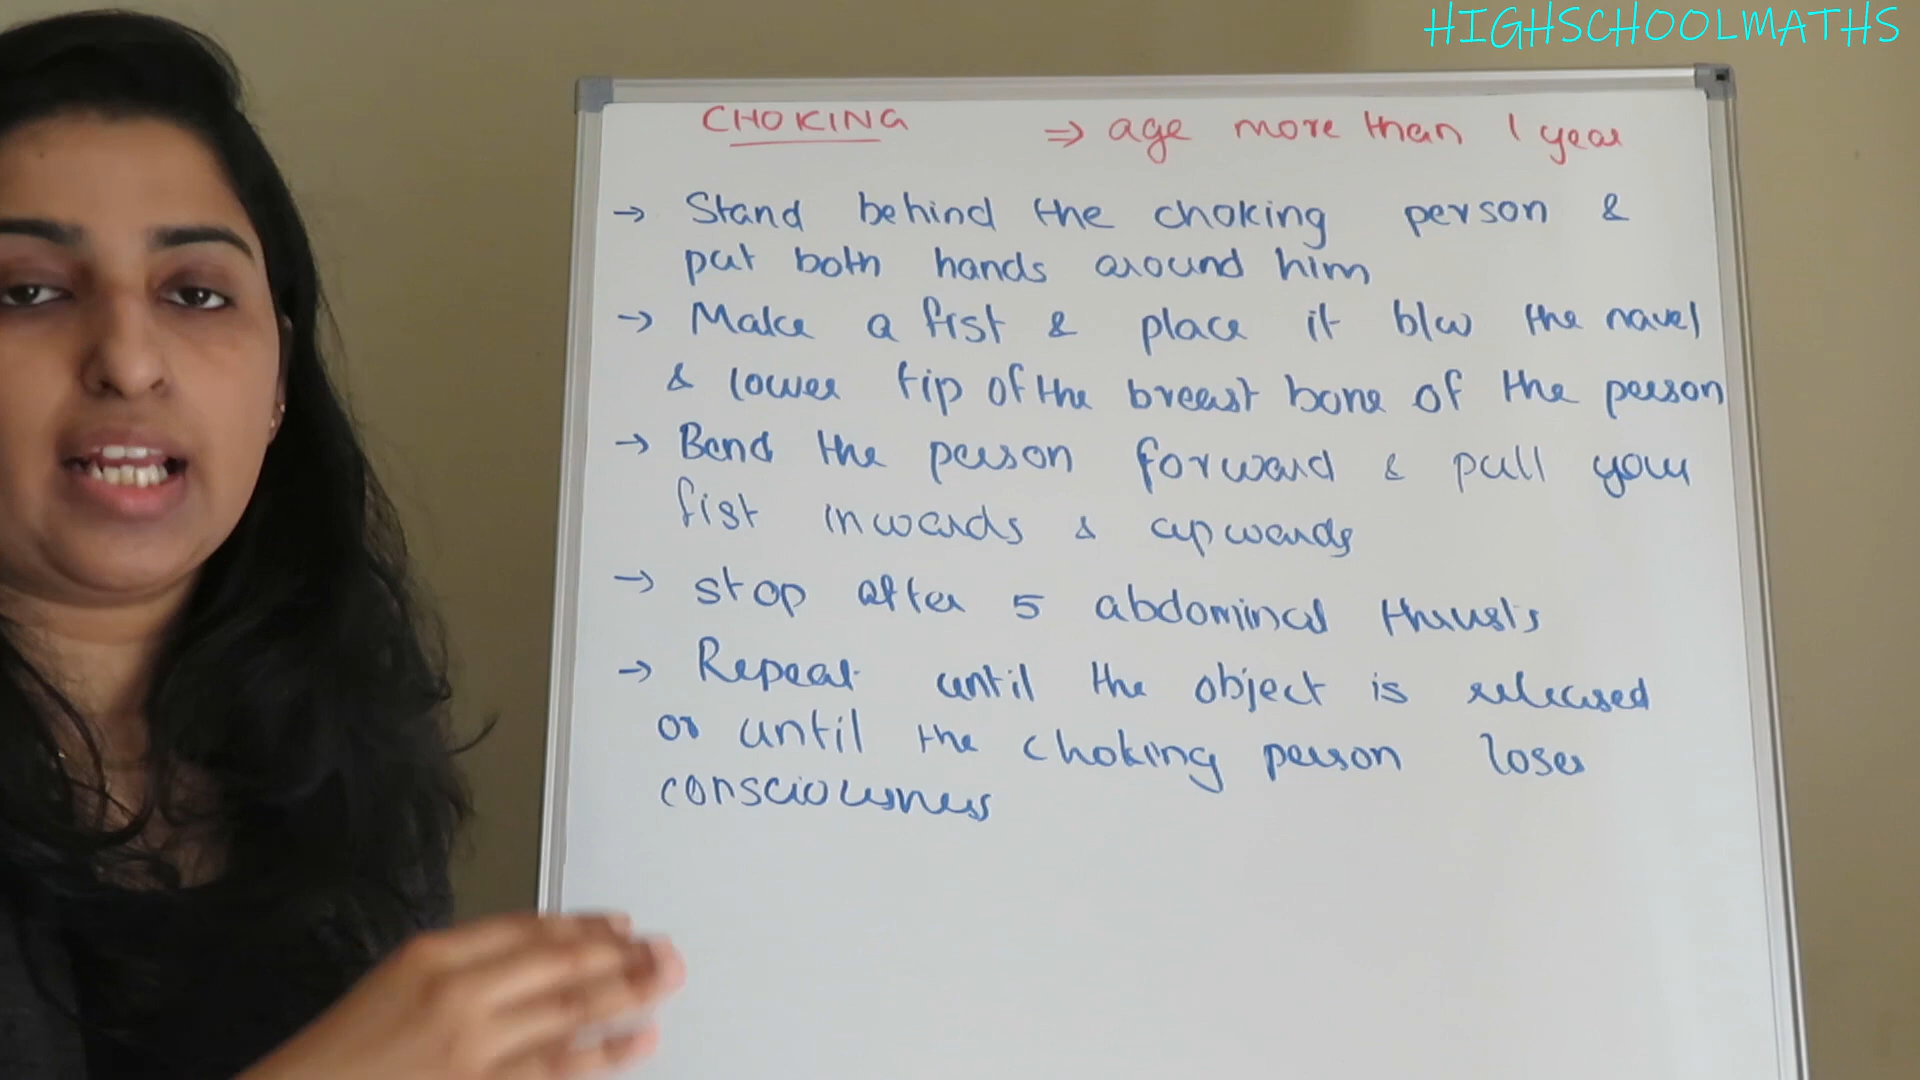 HIGHSCHOOLMATHS
CHOKING ⇒ age more than 1 year
→ Stand behind the choking person &
put both hands around him
→ Make a fist & place it b/w the navel
& lower tip of the breast bone of the person
→ Bend the person forward & pull your
fist inwards & upwards
→ stop after 5 abdominal thrusts
→ Repeat until the object is released
or until the choking person loses
consciousness